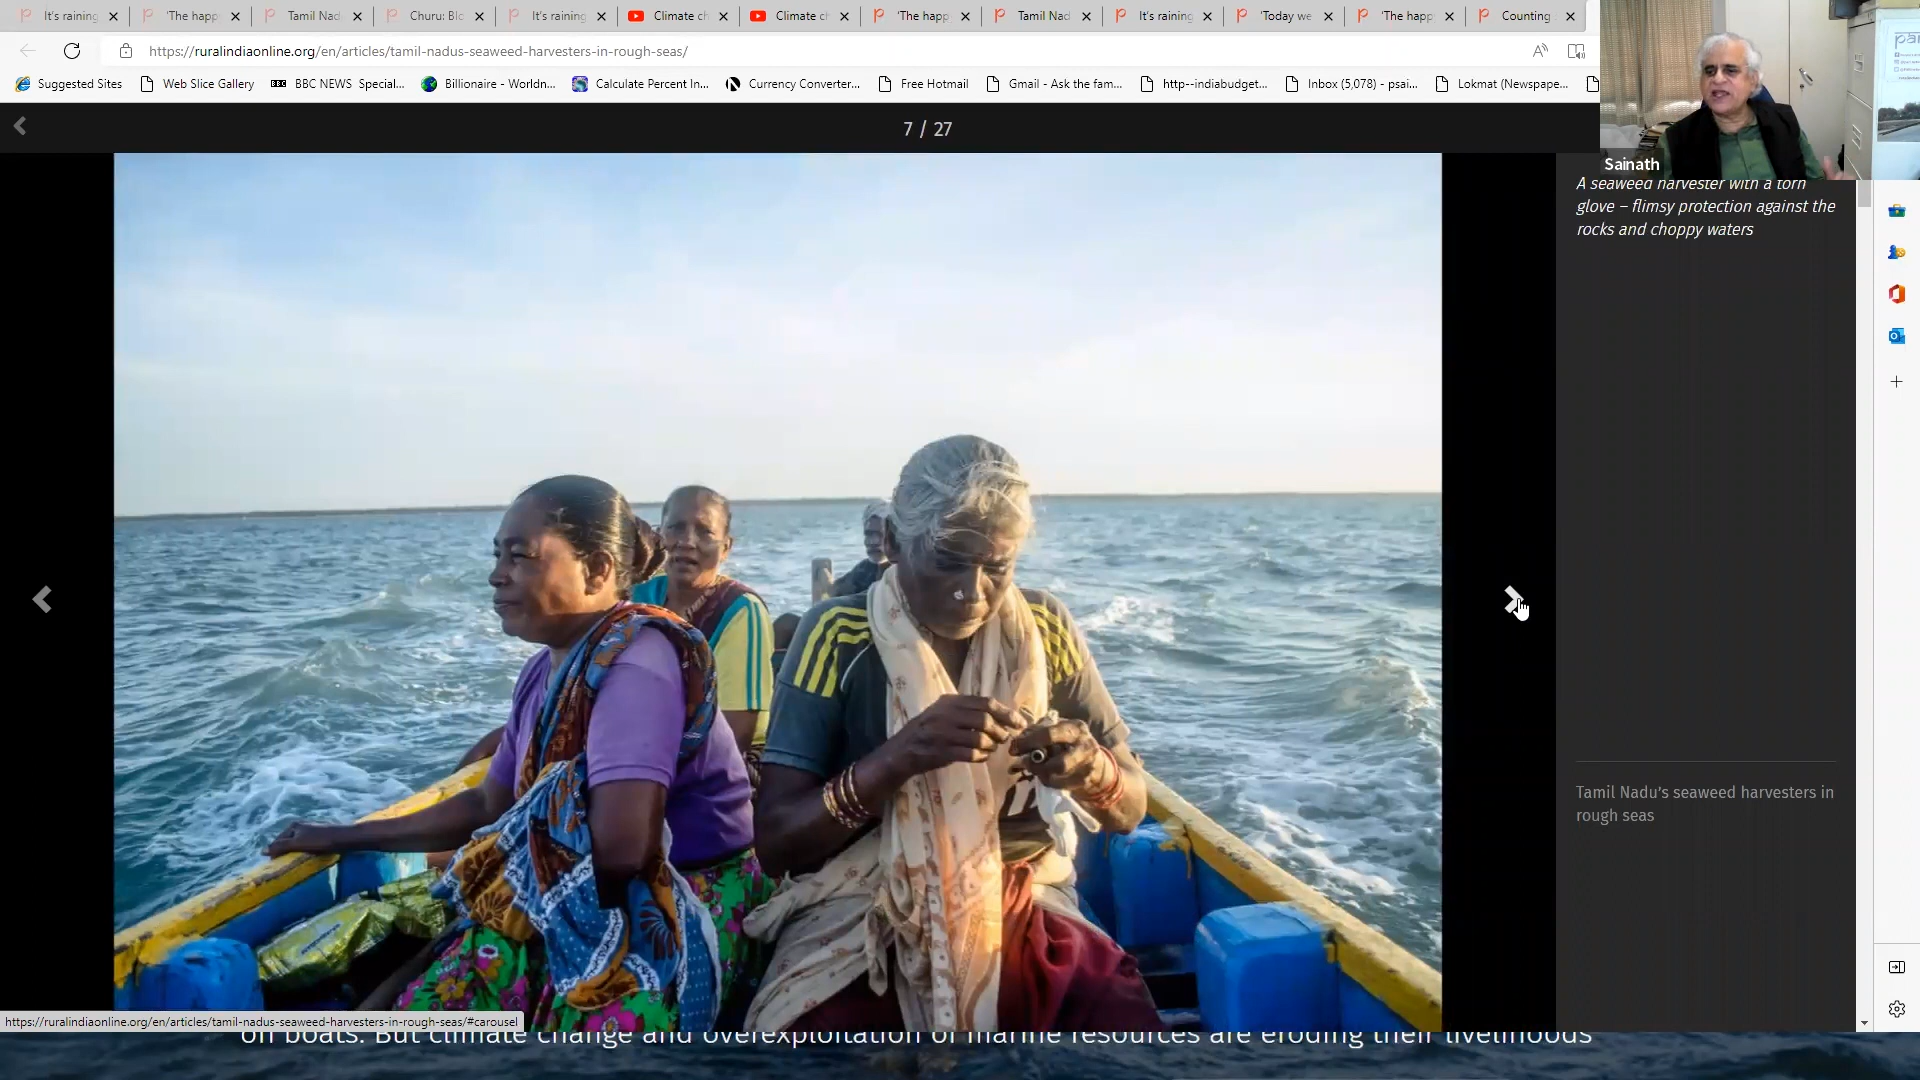 It's raining
'The happ
Tamil Nad
Churu: Blo
It's raining
Climate ch
Climate ch
'The happ
Tamil Nad
It's raining
'Today we
'The happ
Counting
https://ruralindiaonline.org/en/articles/tamil-nadus-seaweed-harvesters-in-rough-seas/
Suggested Sites
Web Slice Gallery
BBC NEWS Special...
Billionaire - Worldn...
Calculate Percent In...
Currency Converter...
Free Hotmail
Gmail - Ask the fam...
http--indiabudget...
Inbox (5,078) - psai...
Lokmat (Newspape...
7 / 27
Sainath
A seaweed harvester with a torn
glove – flimsy protection against the
rocks and choppy waters
Tamil Nadu's seaweed harvesters in
rough seas
https://ruralindiaonline.org/en/articles/tamil-nadus-seaweed-harvesters-in-rough-seas/#carousel
on boats. But climate change and overexploitation of marine resources are eroding their livelihoods